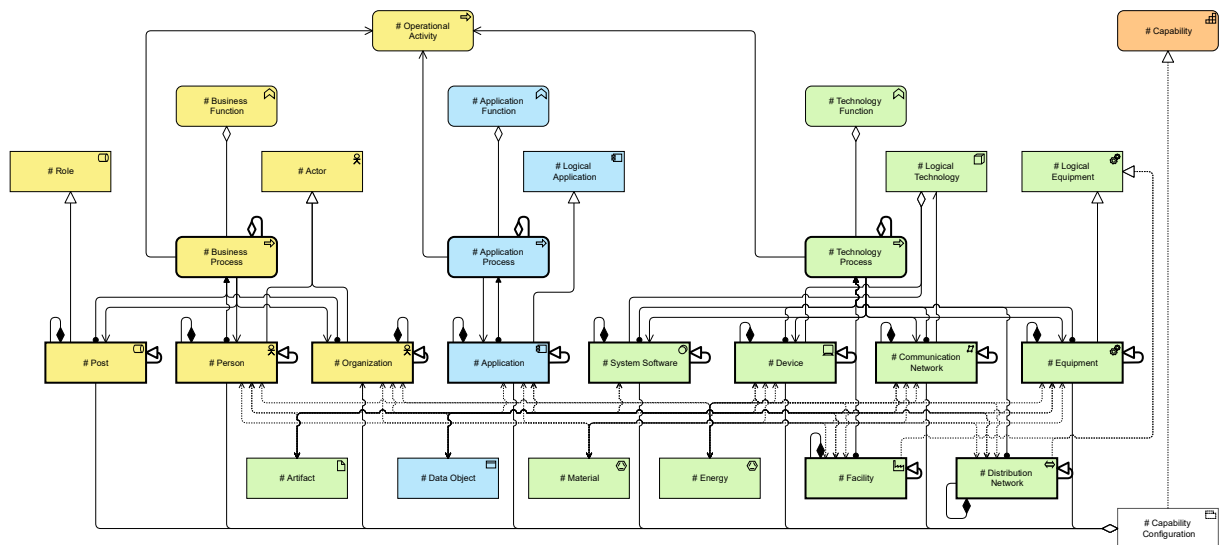 # Operational
Activity
# Capability
# Business
Function
# Application
Function
# Technology
Function
# Role
# Actor
# Logical
Application
# Logical
Technology
# Logical
Equipment
# Business
Process
# Application
Process
# Technology
Process
# Post
# Person
# Organization
# Application
# System Software
# Device
# Communication
Network
# Equipment
# Artifact
# Data Object
# Material
# Energy
# Facility
# Distribution
Network
# Capability
Configuration